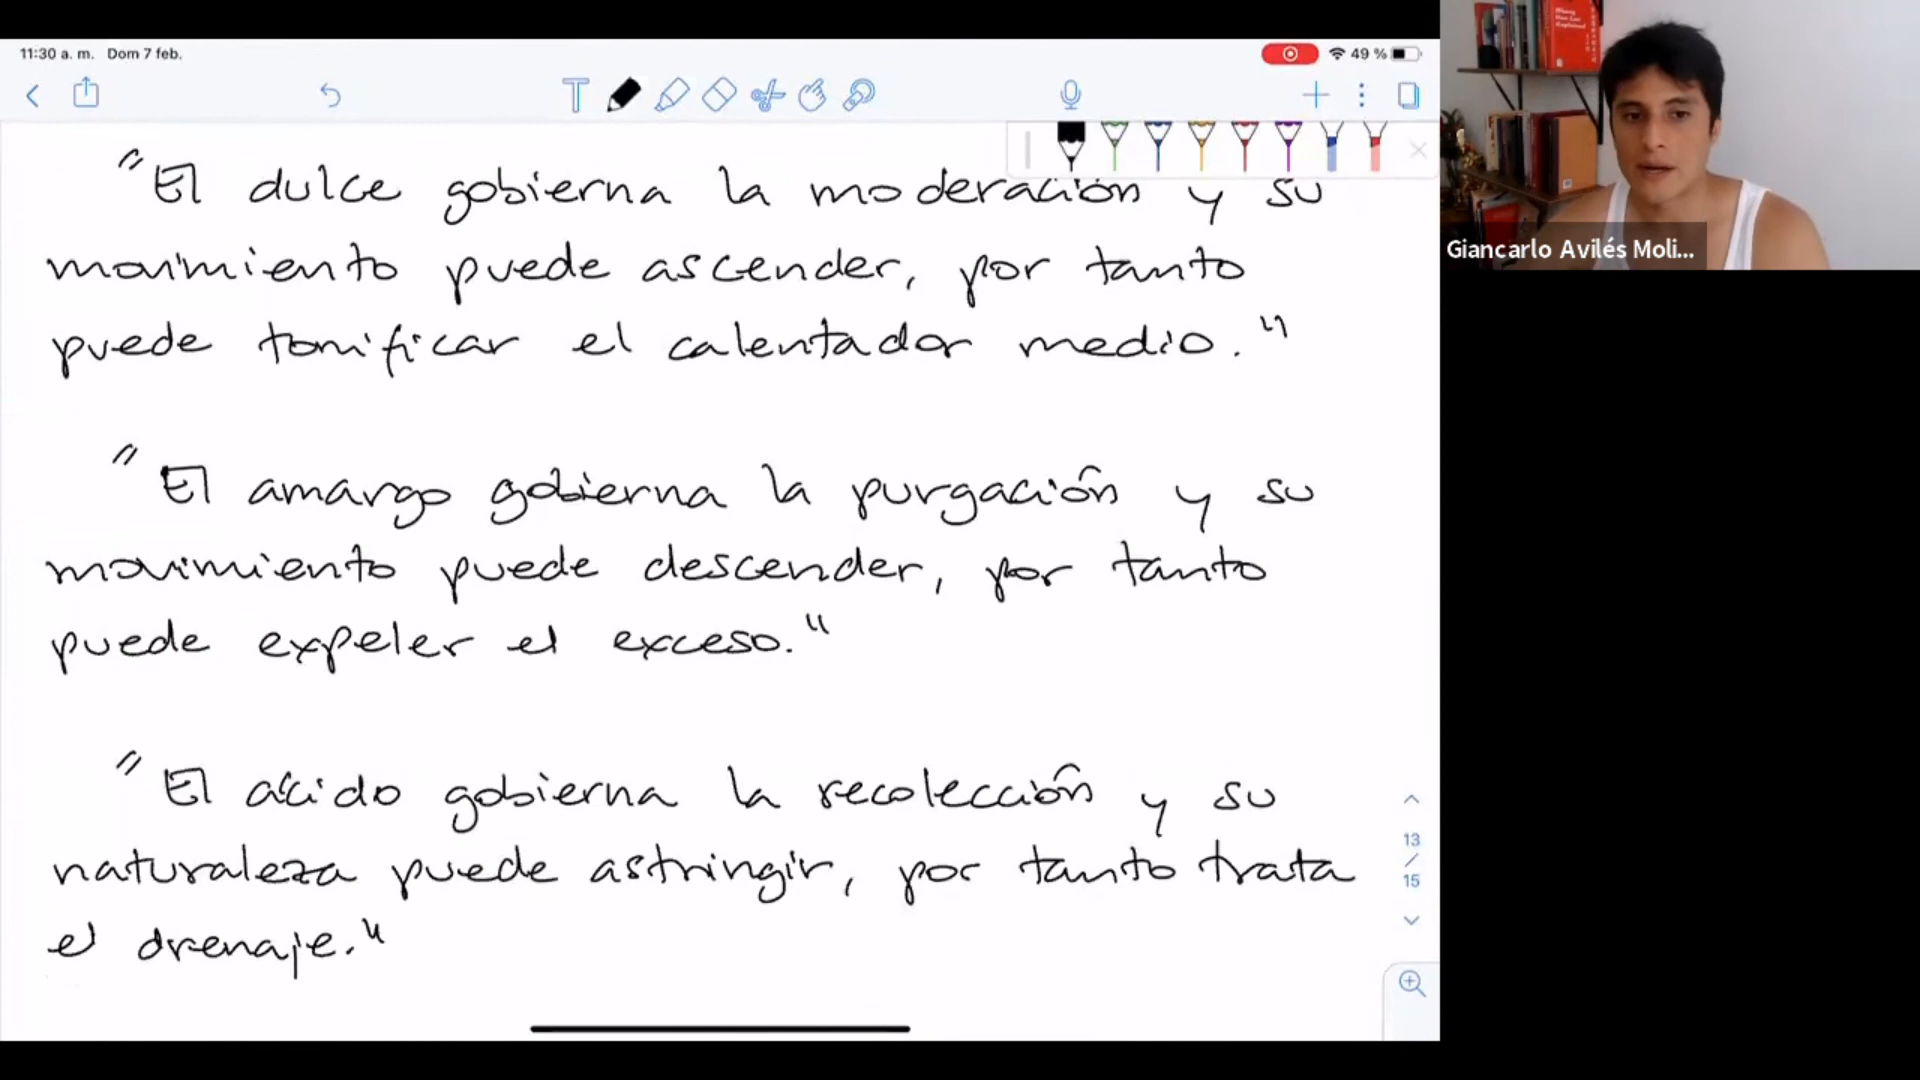 11:30 a. m. Dom 7 feb.
49 %
"El dulce gobierna la moderación y su
movimiento puede ascender, por tanto
puede tonificar el calentador medio."
"El amargo gobierna la purgación y su
movimiento puede descender, por tanto
puede expeler el exceso."
"El ácido gobierna la recolección y su
naturaleza puede astringir, por tanto trata
el drenaje."
13
/
15
Giancarlo Avilés Moli...